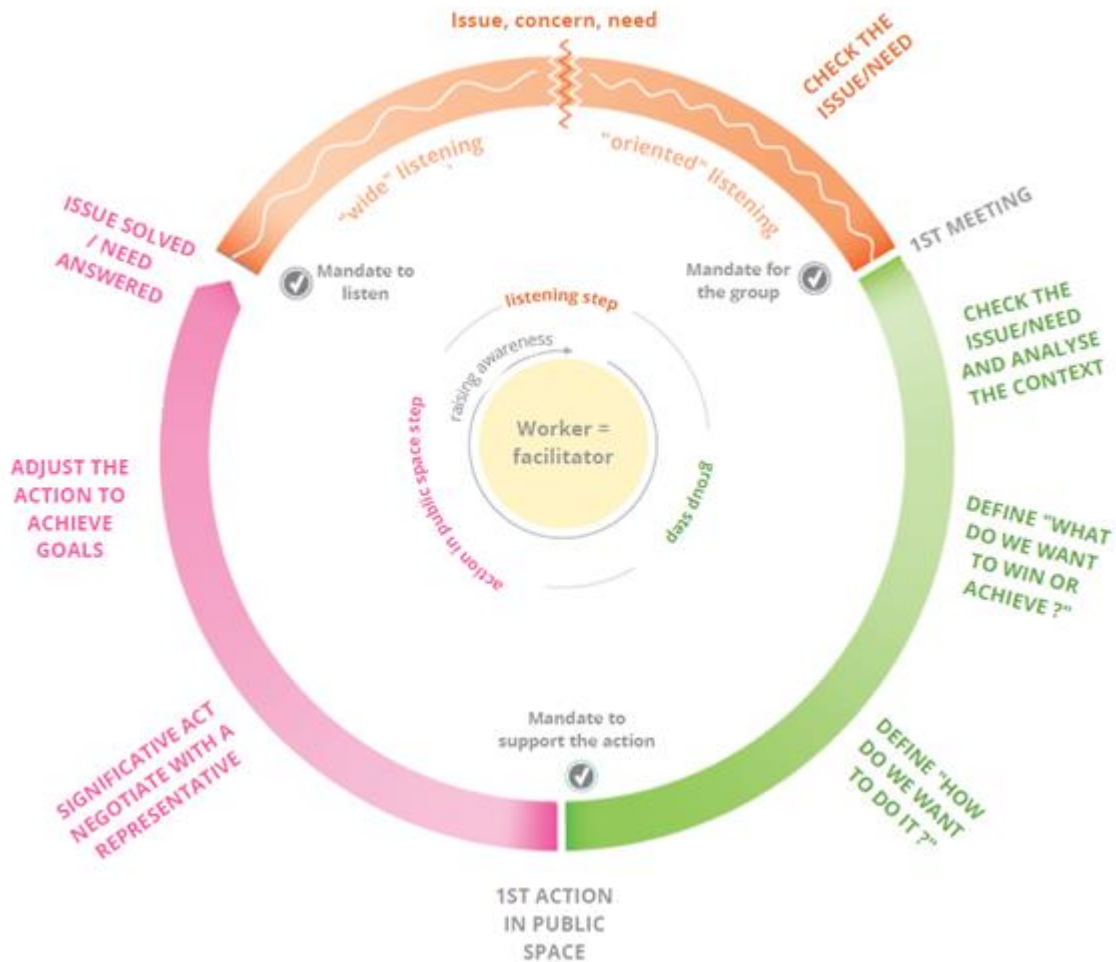 Issue, concern, need
CHECK THE
ISSUE/NEED
"wide" listening
"oriented" listening
1ST MEETING
ISSUE SOLVED
/ NEED
ANSWERED
Mandate to
listen
Mandate for
the group
listening step
raising awareness
Worker =
facilitator
action in public space step
group step
CHECK THE
ISSUE/NEED
AND ANALYSE
THE CONTEXT
ADJUST THE
ACTION TO
ACHIEVE
GOALS
DEFINE "WHAT
DO WE WANT
TO WIN OR
ACHIEVE ?"
Mandate to
support the action
SIGNIFICATIVE ACT
NEGOTIATE WITH A
REPRESENTATIVE
DEFINE "HOW
DO WE WANT
TO DO IT ?"
1ST ACTION
IN PUBLIC
SPACE